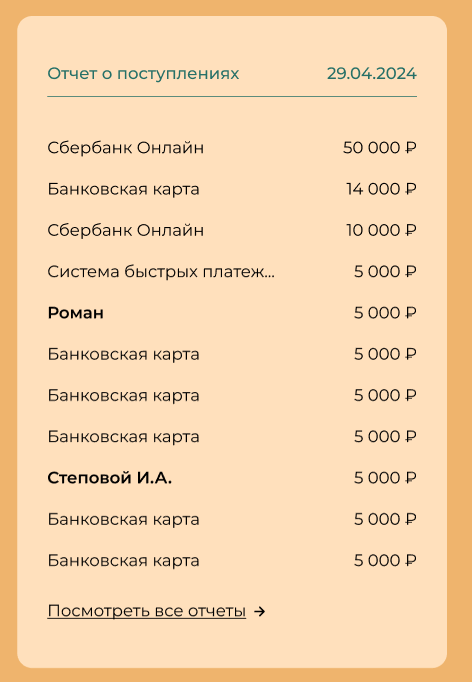 Отчет о поступлениях 29.04.2024
Сбербанк Онлайн 50 000 ₽
Банковская карта 14 000 ₽
Сбербанк Онлайн 10 000 ₽
Система быстрых платеж... 5 000 ₽
Роман 5 000 ₽
Банковская карта 5 000 ₽
Банковская карта 5 000 ₽
Банковская карта 5 000 ₽
Степовой И.А. 5 000 ₽
Банковская карта 5 000 ₽
Банковская карта 5 000 ₽
Посмотреть все отчеты →